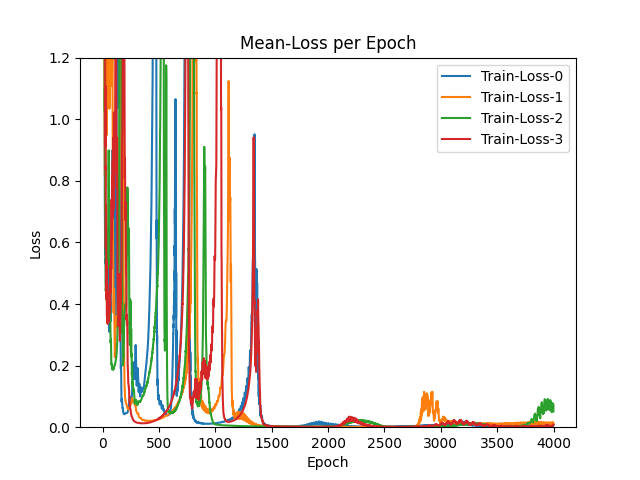 Mean-Loss per Epoch
1.2
1.0
0.8
0.6
0.4
0.2
0.0
Loss
0 500 1000 1500 2000 2500 3000 3500 4000
Epoch
Train-Loss-0
Train-Loss-1
Train-Loss-2
Train-Loss-3